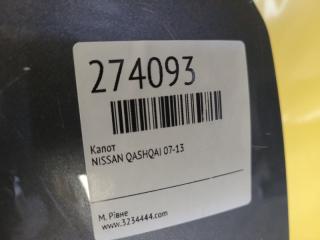 274093
Капот
NISSAN QASHQAI 07-13
М. Рівне
www.3234444.com